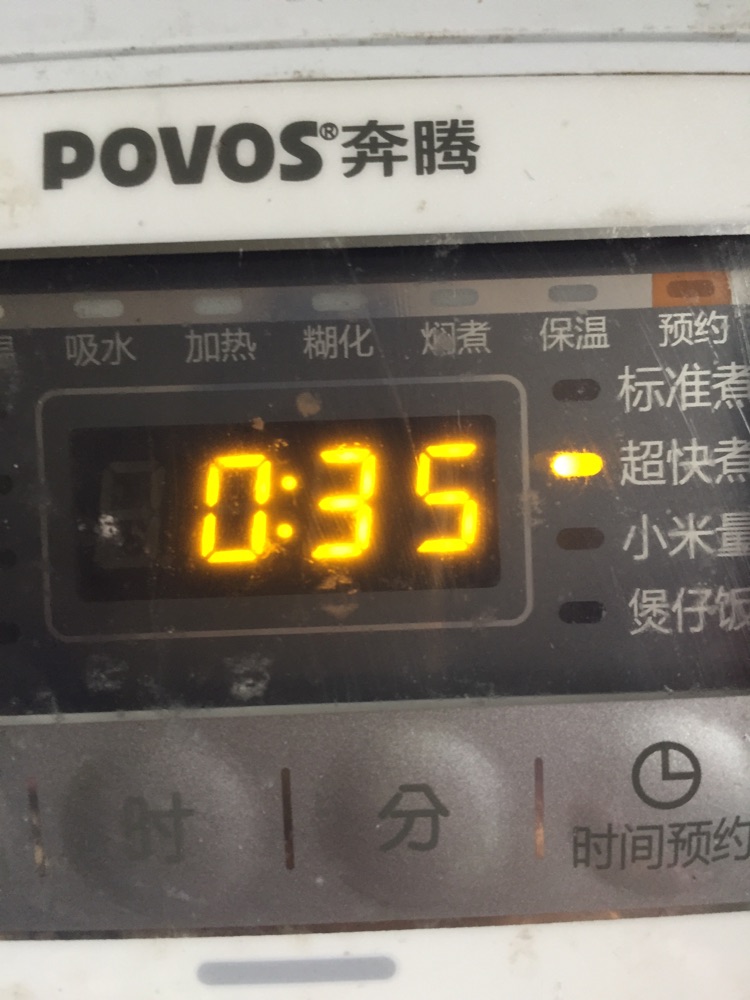 POVOS®奔腾
吸水 加热 糊化 焖煮 保温 预约
标准煮
超快煮
0:35
小米量
煲仔饭
时 分 时间预约